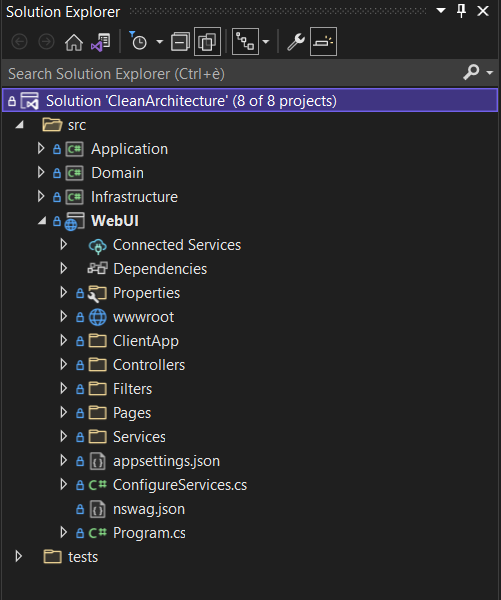 Solution Explorer
Search Solution Explorer (Ctrl+è)
Solution 'CleanArchitecture' (8 of 8 projects)
src
C# Application
C# Domain
C# Infrastructure
WebUI
Connected Services
Dependencies
Properties
wwwroot
ClientApp
Controllers
Filters
Pages
Services
appsettings.json
C# ConfigureServices.cs
nswag.json
C# Program.cs
tests